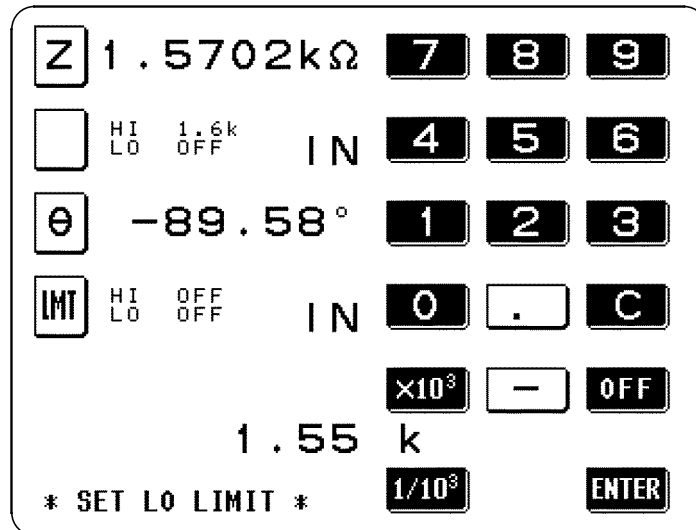 Z 1.5702kΩ 7 8 9
HI 1.6k
LO OFF IN 4 5 6
θ -89.58° 1 2 3
LMT HI OFF
LO OFF IN 0 . C
×10³ − OFF
1.55 k
* SET LO LIMIT * 1/10³ ENTER